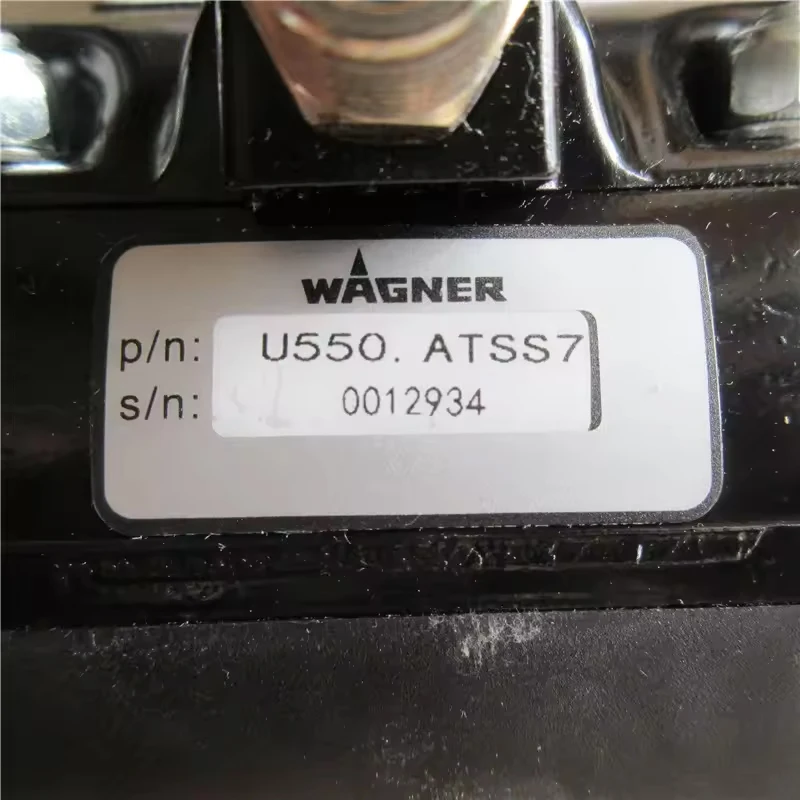 WAGNER
p/n: U550. ATSS7
s/n: 0012934